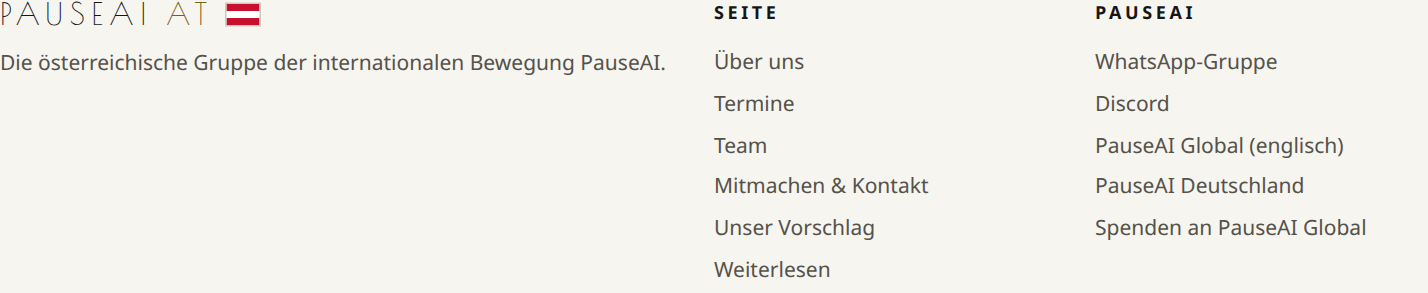 PAUSEAI AT
Die österreichische Gruppe der internationalen Bewegung PauseAI.
SEITE
Über uns
Termine
Team
Mitmachen & Kontakt
Unser Vorschlag
Weiterlesen
PAUSEAI
WhatsApp-Gruppe
Discord
PauseAI Global (englisch)
PauseAI Deutschland
Spenden an PauseAI Global